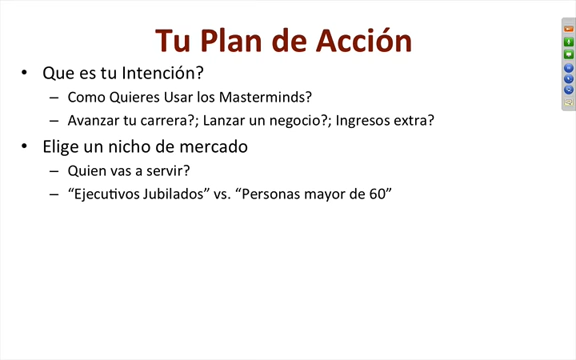 Tu Plan de Acción
• Que es tu Intención?
– Como Quieres Usar los Masterminds?
– Avanzar tu carrera?; Lanzar un negocio?; Ingresos extra?
• Elige un nicho de mercado
– Quien vas a servir?
– “Ejecutivos Jubilados” vs. “Personas mayor de 60”